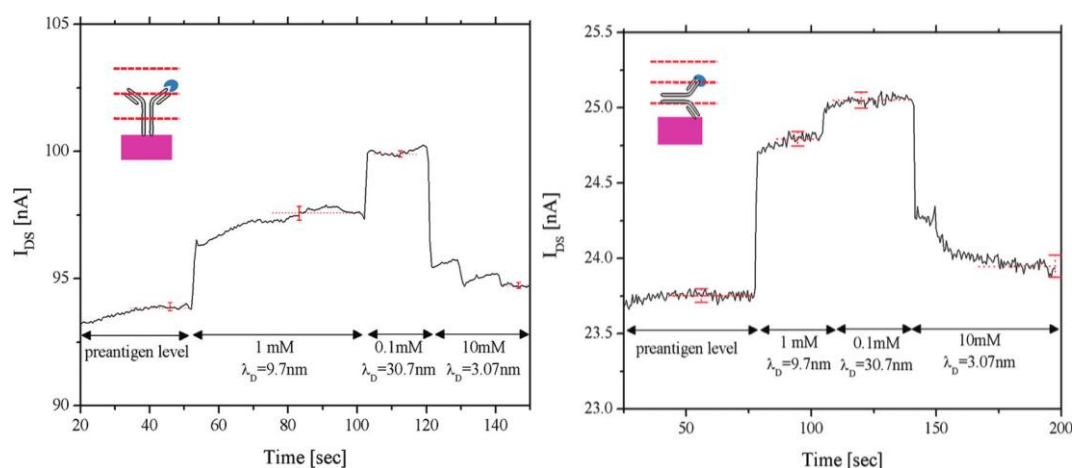 105
100
95
90
I_DS [nA]
preantigen level
1 mM
λ_D=9.7nm
0.1mM
λ_D=30.7nm
10mM
λ_D=3.07nm
20 40 60 80 100 120 140
Time [sec]
25.5
25.0
24.5
24.0
23.5
23.0
I_DS [nA]
preantigen level
1 mM
λ_D=9.7nm
0.1mM
λ_D=30.7nm
10mM
λ_D=3.07nm
50 100 150 200
Time [sec]